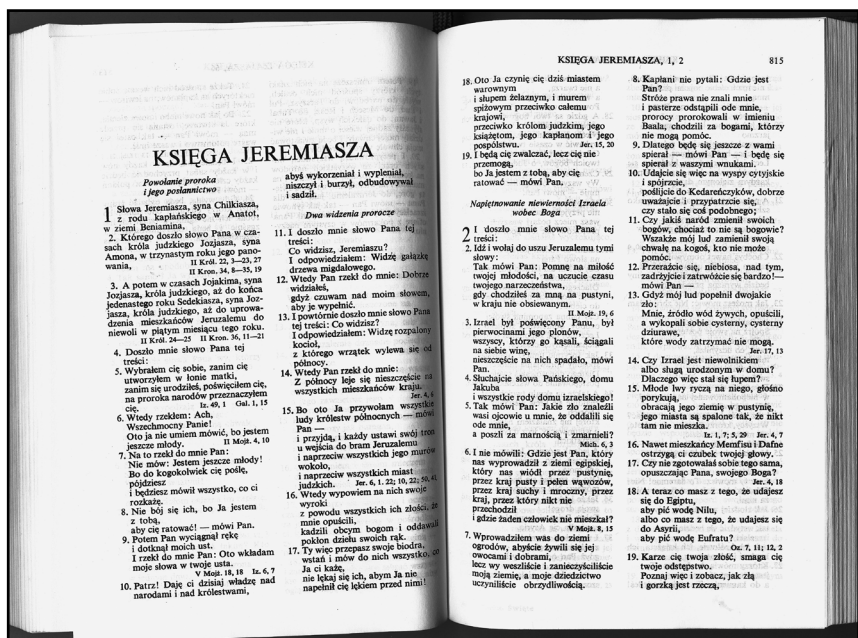 KSIĘGA JEREMIASZA
Powołanie proroka
i jego posłannictwo
1 Słowa Jeremiasza, syna Chilkiasza,
z rodu kapłańskiego w Anatot,
w ziemi Beniamina,
2. Którego doszło słowo Pana w cza-
sach króla judzkiego Jozjasza, syna
Amona, w trzynastym roku jego pano-
wania,
II Król. 22, 3—23, 27
II Kron. 34, 8—35, 19
3. A potem w czasach Jojakima, syna
Jozjasza, króla judzkiego, aż do końca
jedenastego roku Sedekiasza, syna Joz-
jasza, króla judzkiego, aż do uprowa-
dzenia mieszkańców Jeruzalemu do
niewoli w piątym miesiącu tego roku.
II Król. 24—25 II Kron. 36, 11—21
4. Doszło mnie słowo Pana tej
treści:
5. Wybrałem cię sobie, zanim cię
utworzyłem w łonie matki,
zanim się urodziłeś, poświęciłem cię,
na proroka narodów przeznaczyłem
cię.
Iz. 49, 1 Gal. 1, 15
6. Wtedy rzekłem: Ach,
Wszechmocny Panie!
Oto ja nie umiem mówić, bo jestem
jeszcze młody.
II Mojż. 4, 10
7. Na to rzekł do mnie Pan:
Nie mów: Jestem jeszcze młody!
Bo do kogokolwiek cię poślę,
pójdziesz
i będziesz mówił wszystko, co ci
rozkażę.
8. Nie bój się ich, bo Ja jestem
z tobą,
aby cię ratować! — mówi Pan.
9. Potem Pan wyciągnął rękę
i dotknął moich ust.
I rzekł do mnie Pan: Oto wkładam
moje słowa w twoje usta.
V Mojż. 18, 18 Iz. 6, 7
10. Patrz! Daję ci dzisiaj władzę nad
narodami i nad królestwami,
abyś wykorzeniał i wypleniał,
niszczył i burzył, odbudowywał
i sadził.
Dwa widzenia prorocze
11. I doszło mnie słowo Pana tej
treści:
Co widzisz, Jeremiaszu?
I odpowiedziałem: Widzę gałązkę
drzewa migdałowego.
12. Wtedy Pan rzekł do mnie: Dobrze
widziałeś,
gdyż czuwam nad moim słowem,
aby je wypełnić.
13. I powtórnie doszło mnie słowo Pana
tej treści: Co widzisz?
I odpowiedziałem: Widzę rozpalony
kocioł,
z którego wrzątek wylewa się od
północy.
14. Wtedy Pan rzekł do mnie:
Z północy leje się nieszczęście na
wszystkich mieszkańców kraju.
Jer. 4, 6
15. Bo oto Ja przywołam wszystkie
ludy królestw północnych — mówi
Pan —
i przyjdą, i każdy ustawi swój tron
u wejścia do bram Jeruzalemu
i naprzeciw wszystkich jego murów
wokoło,
i naprzeciw wszystkich miast
judzkich.
Jer. 6, 1. 22; 10, 22; 50, 41
16. Wtedy wypowiem na nich swoje
wyroki
z powodu wszystkich ich złości, że
mnie opuścili,
kadzili obcym bogom i oddawali
pokłon dziełu swoich rąk.
17. Ty więc przepasz swoje biodra,
wstań i mów do nich wszystko, co
Ja ci każę,
nie lękaj się ich, abym Ja nie
napełnił cię lękiem przed nimi!
KSIĘGA JEREMIASZA, 1, 2
815
18. Oto Ja czynię cię dziś miastem
warownym
i słupem żelaznym, i murem
spiżowym przeciwko całemu
krajowi,
przeciwko królom judzkim, jego
książętom, jego kapłanom i jego
pospólstwu.
Jer. 15, 20
19. I będą cię zwalczać, lecz cię nie
przemogą,
bo Ja jestem z tobą, aby cię
ratować — mówi Pan.
Napiętnowanie niewierności Izraela
wobec Boga
2 I doszło mnie słowo Pana tej
treści:
2. Idź i wołaj do uszu Jeruzalemu tymi
słowy:
Tak mówi Pan: Pomnę na miłość
twojej młodości, na uczucie czasu
twojego narzeczeństwa,
gdy chodziłeś za mną na pustyni,
w kraju nie obsiewanym.
II Mojż. 19, 6
3. Izrael był poświęcony Panu, był
pierwocinami jego plonów,
wszyscy, którzy go kąsali, ściągali
na siebie winę,
nieszczęście na nich spadało, mówi
Pan.
4. Słuchajcie słowa Pańskiego, domu
Jakuba
i wszystkie rody domu izraelskiego!
5. Tak mówi Pan: Jakie zło znaleźli
wasi ojcowie u mnie, że oddalili się
ode mnie,
a poszli za marnością i zmarnieli?
Mich. 6, 3
6. I nie mówili: Gdzie jest Pan, który
nas wyprowadził z ziemi egipskiej,
który nas wiódł przez pustynię,
przez kraj pusty i pełen wąwozów,
przez kraj suchy i mroczny, przez
kraj, przez który nikt nie
przechodził
i gdzie żaden człowiek nie mieszkał?
V Mojż. 8, 15
7. Wprowadziłem was do ziemi
ogrodów, abyście żywili się jej
owocami i dobrami,
lecz wy weszliście i zanieczyściliście
moją ziemię, a moje dziedzictwo
uczyniliście obrzydliwością.
8. Kapłani nie pytali: Gdzie jest
Pan?
Stróże prawa nie znali mnie
i pasterze odstąpili ode mnie,
prorocy prorokowali w imieniu
Baala, chodzili za bogami, którzy
nie mogą pomóc.
9. Dlatego będę się jeszcze z wami
spierał — mówi Pan — i będę się
spierał z waszymi wnukami.
10. Udajcie się więc na wyspy cytyjskie
i spójrzcie,
poślijcie do Kedareńczyków, dobrze
uważajcie i przypatrzcie się,
czy stało się coś podobnego;
11. Czy jakiś naród zmienił swoich
bogów, chociaż to nie są bogowie?
Wszakże mój lud zamienił swoją
chwałę na kogoś, kto nie może
pomóc.
12. Przeraźcie się, niebiosa, nad tym,
zadrżyjcie i zatrwóżcie się bardzo!—
mówi Pan —
13. Gdyż mój lud popełnił dwojakie
zło:
Mnie, źródło wód żywych, opuścili,
a wykopali sobie cysterny, cysterny
dziurawe,
które wody zatrzymać nie mogą.
Jer. 17, 13
14. Czy Izrael jest niewolnikiem
albo sługą urodzonym w domu?
Dlaczego więc stał się łupem?
15. Młode lwy ryczą na niego, głośno
porykują,
obracają jego ziemię w pustynię,
jego miasta są spalone tak, że nikt
tam nie mieszka.
Iz. 1, 7; 5, 29 Jer. 4, 7
16. Nawet mieszkańcy Memfisu i Dafne
ostrzygą ci czubek twojej głowy.
17. Czy nie zgotowałaś sobie tego sama,
opuszczając Pana, swojego Boga?
Jer. 4, 18
18. A teraz co masz z tego, że udajesz
się do Egiptu,
aby pić wodę Nilu,
albo co masz z tego, że udajesz się
do Asyrii,
aby pić wodę Eufratu?
Oz. 7, 11; 12, 2
19. Karze cię twoja złość, smaga cię
twoje odstępstwo.
Poznaj więc i zobacz, jak złą
i gorzką jest rzeczą,